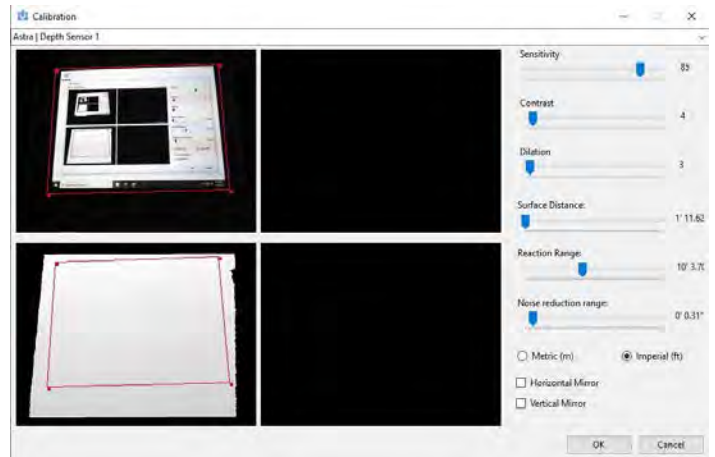 Calibration
Astra | Depth Sensor 1
Sensitivity
85
Contrast
4
Dilation
3
Surface Distance:
1' 11.62
Reaction Range:
10' 3.7
Noise reduction range:
0' 0.31"
Metric (m) Imperial (ft)
Horizontal Mirror
Vertical Mirror
OK Cancel